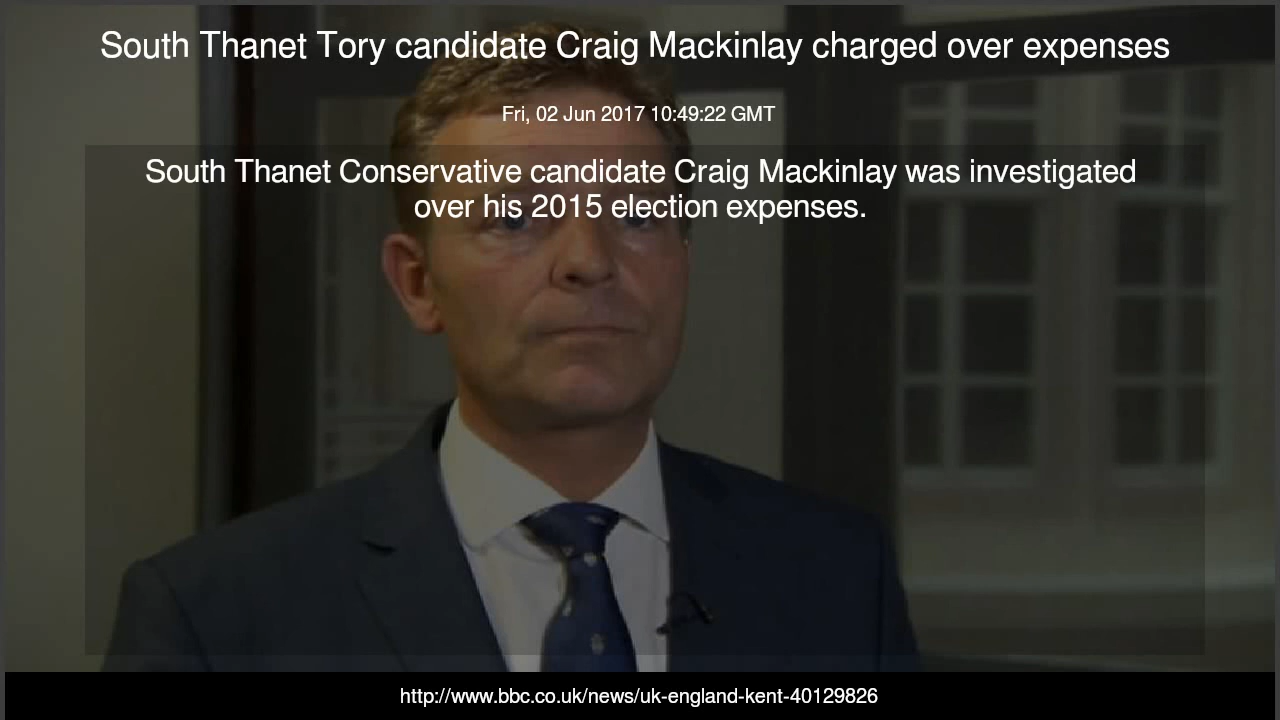 South Thanet Tory candidate Craig Mackinlay charged over expenses
Fri, 02 Jun 2017 10:49:22 GMT
South Thanet Conservative candidate Craig Mackinlay was investigated
over his 2015 election expenses.
http://www.bbc.co.uk/news/uk-england-kent-40129826